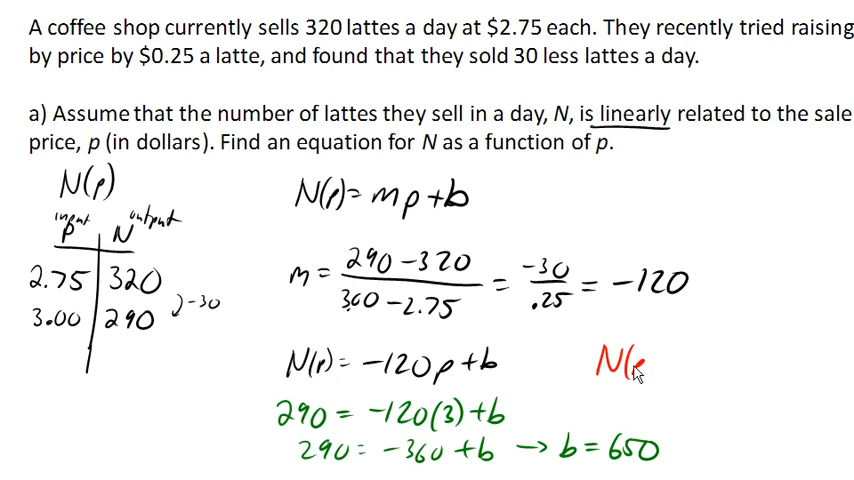 A coffee shop currently sells 320 lattes a day at $2.75 each. They recently tried raising
by price by $0.25 a latte, and found that they sold 30 less lattes a day.
a) Assume that the number of lattes they sell in a day, N, is linearly related to the sale
price, p (in dollars). Find an equation for N as a function of p.
N(p)
input output
p N
2.75 320
3.00 290
-30
N(p) = mp + b
m = (290 - 320)/(3.00 - 2.75) = -30/.25 = -120
N(p) = -120p + b
290 = -120(3) + b
290 = -360 + b → b = 650
N(p